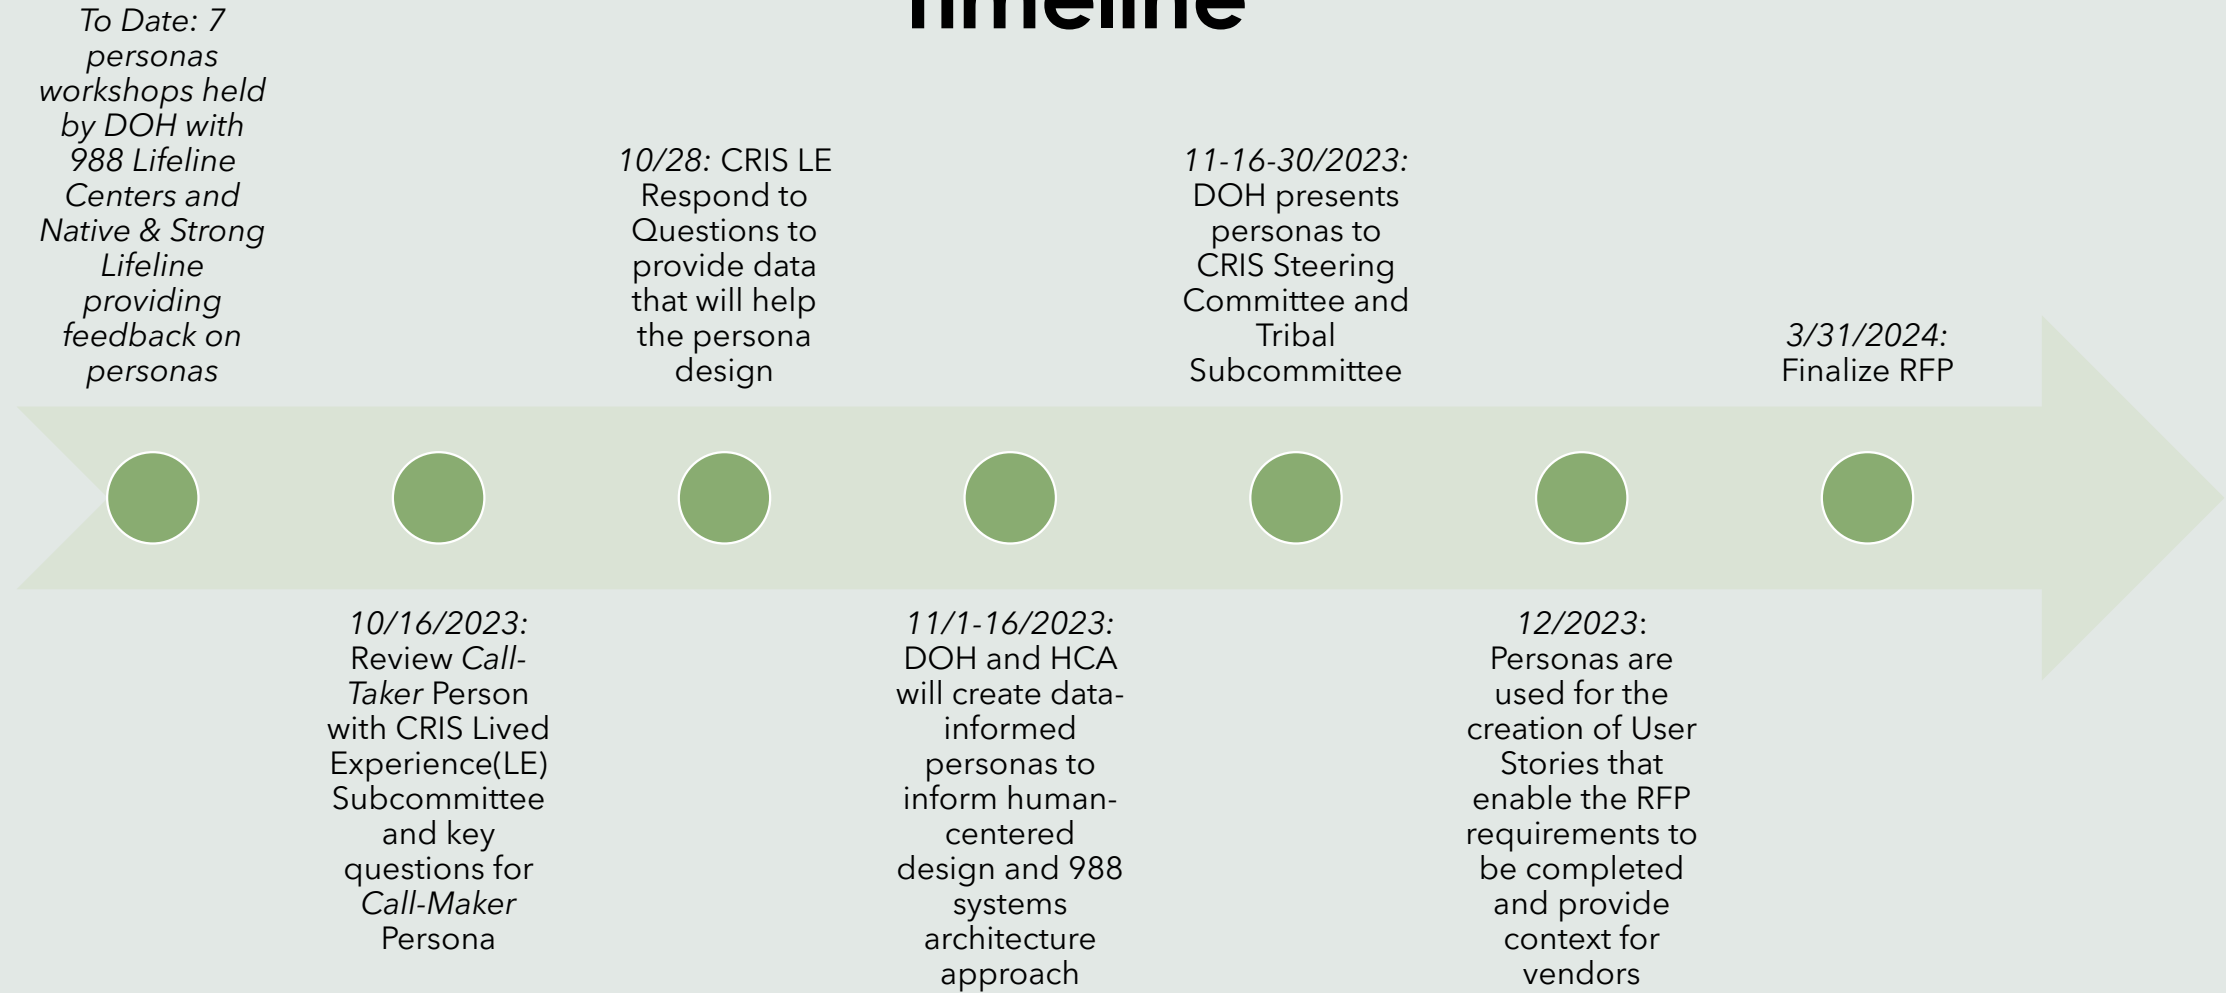 Timeline
To Date: 7
personas
workshops held
by DOH with
988 Lifeline
Centers and
Native & Strong
Lifeline
providing
feedback on
personas
10/16/2023:
Review Call-
Taker Person
with CRIS Lived
Experience(LE)
Subcommittee
and key
questions for
Call-Maker
Persona
10/28: CRIS LE
Respond to
Questions to
provide data
that will help
the persona
design
11/1-16/2023:
DOH and HCA
will create data-
informed
personas to
inform human-
centered
design and 988
systems
architecture
approach
11-16-30/2023:
DOH presents
personas to
CRIS Steering
Committee and
Tribal
Subcommittee
12/2023:
Personas are
used for the
creation of User
Stories that
enable the RFP
requirements to
be completed
and provide
context for
vendors
3/31/2024:
Finalize RFP